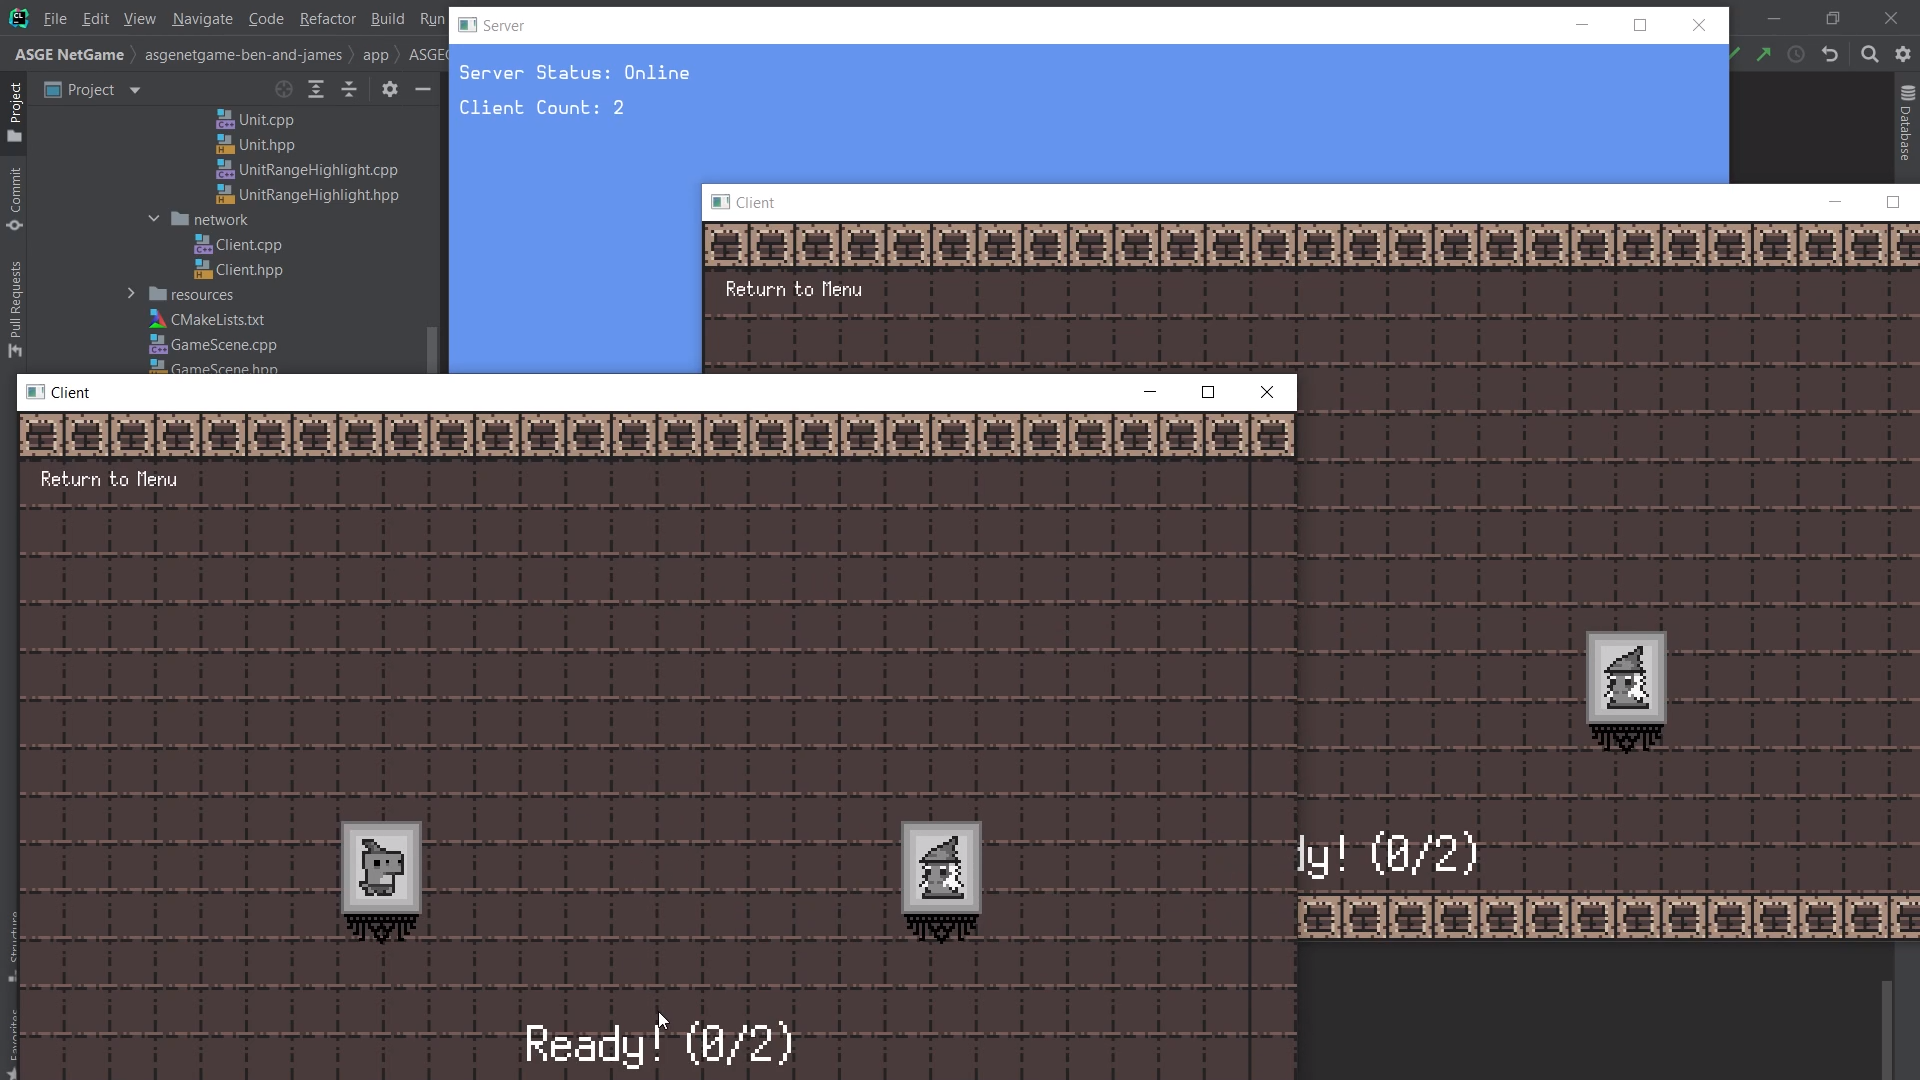 File Edit View Navigate Code Refactor Build Run
Server
ASGE NetGame asgenetgame-ben-and-james app
Server Status: Online
Client Count: 2
Project
Project
Commit
Pull Requests
Database
Unit.cpp
Unit.hpp
UnitRangeHighlight.cpp
UnitRangeHighlight.hpp
network
Client.cpp
Client.hpp
resources
CMakeLists.txt
GameScene.cpp
GameScene.hpp
Client
Return to Menu
Client
Return to Menu
(0/2)
Ready! (0/2)
Structure
Favorites